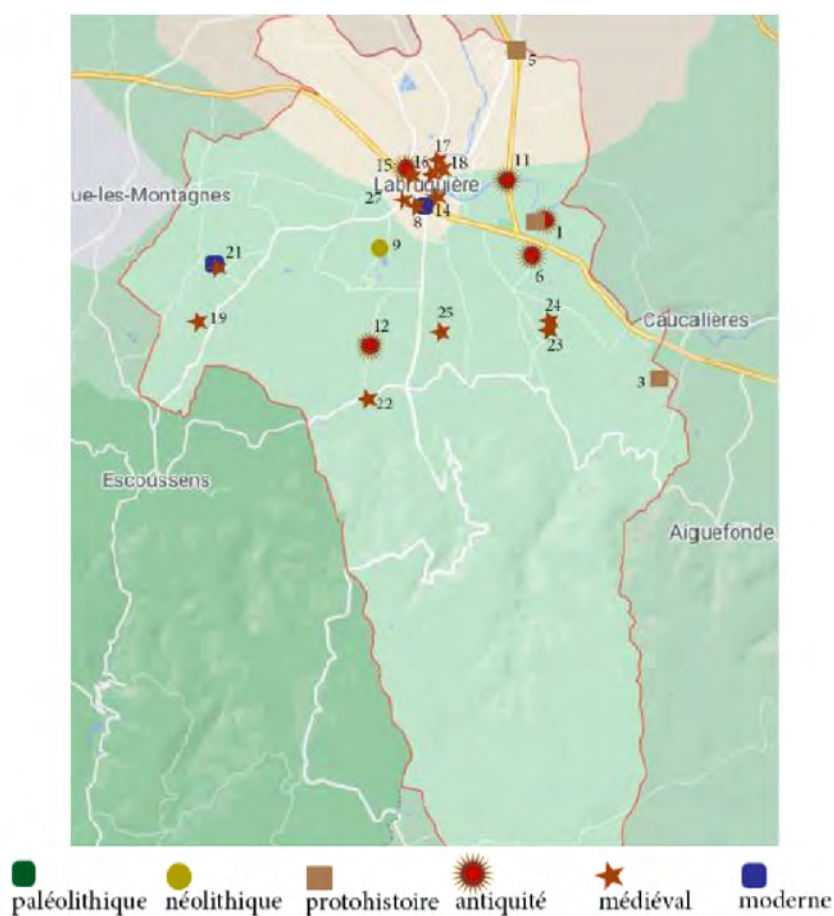 5
17
15 16 18 11
Labruguière
ue-les-Montagnes
27
8 14 1
21 9
6
19 12 25 24
23
Caucalières
3
22
Escoussens
Aiguefonde
paléolithique néolithique protohistoire antiquité médiéval moderne